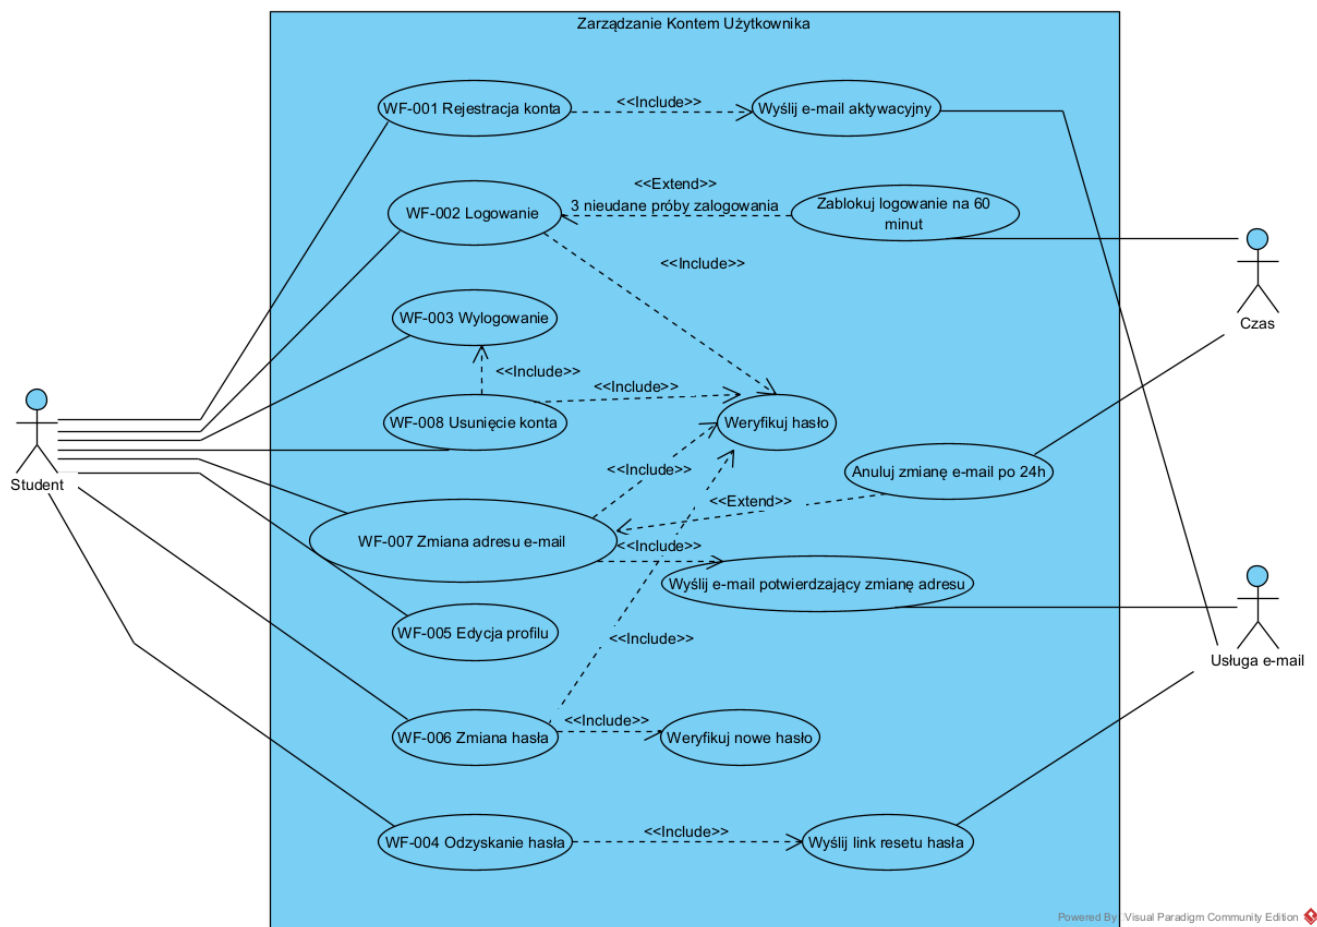 Zarządzanie Kontem Użytkownika
WF-001 Rejestracja konta
<<Include>>
Wyślij e-mail aktywacyjny
<<Extend>>
3 nieudane próby zalogowania
WF-002 Logowanie
Zablokuj logowanie na 60
minut
<<Include>>
WF-003 Wylogowanie
Czas
<<Include>>
<<Include>>
WF-008 Usunięcie konta
Weryfikuj hasło
Student
<<Include>>
Anuluj zmianę e-mail po 24h
<<Extend>>
WF-007 Zmiana adresu e-mail
<<Include>>
Wyślij e-mail potwierdzający zmianę adresu
WF-005 Edycja profilu
<<Include>>
Usługa e-mail
<<Include>>
WF-006 Zmiana hasła
Weryfikuj nowe hasło
<<Include>>
WF-004 Odzyskanie hasła
Wyślij link resetu hasła
Powered By Visual Paradigm Community Edition